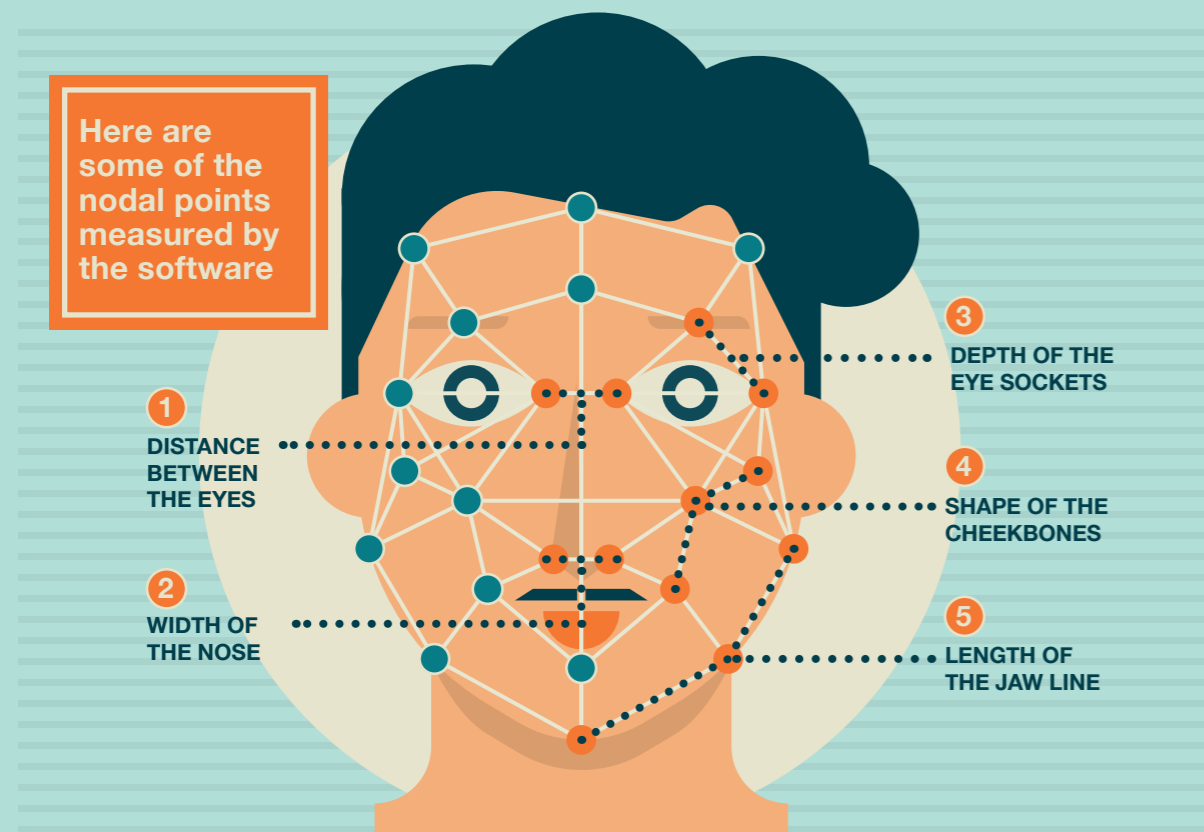 Here are
some of the
nodal points
measured by
the software
1
DISTANCE
BETWEEN
THE EYES
2
WIDTH OF
THE NOSE
3
DEPTH OF THE
EYE SOCKETS
4
SHAPE OF THE
CHEEKBONES
5
LENGTH OF
THE JAW LINE